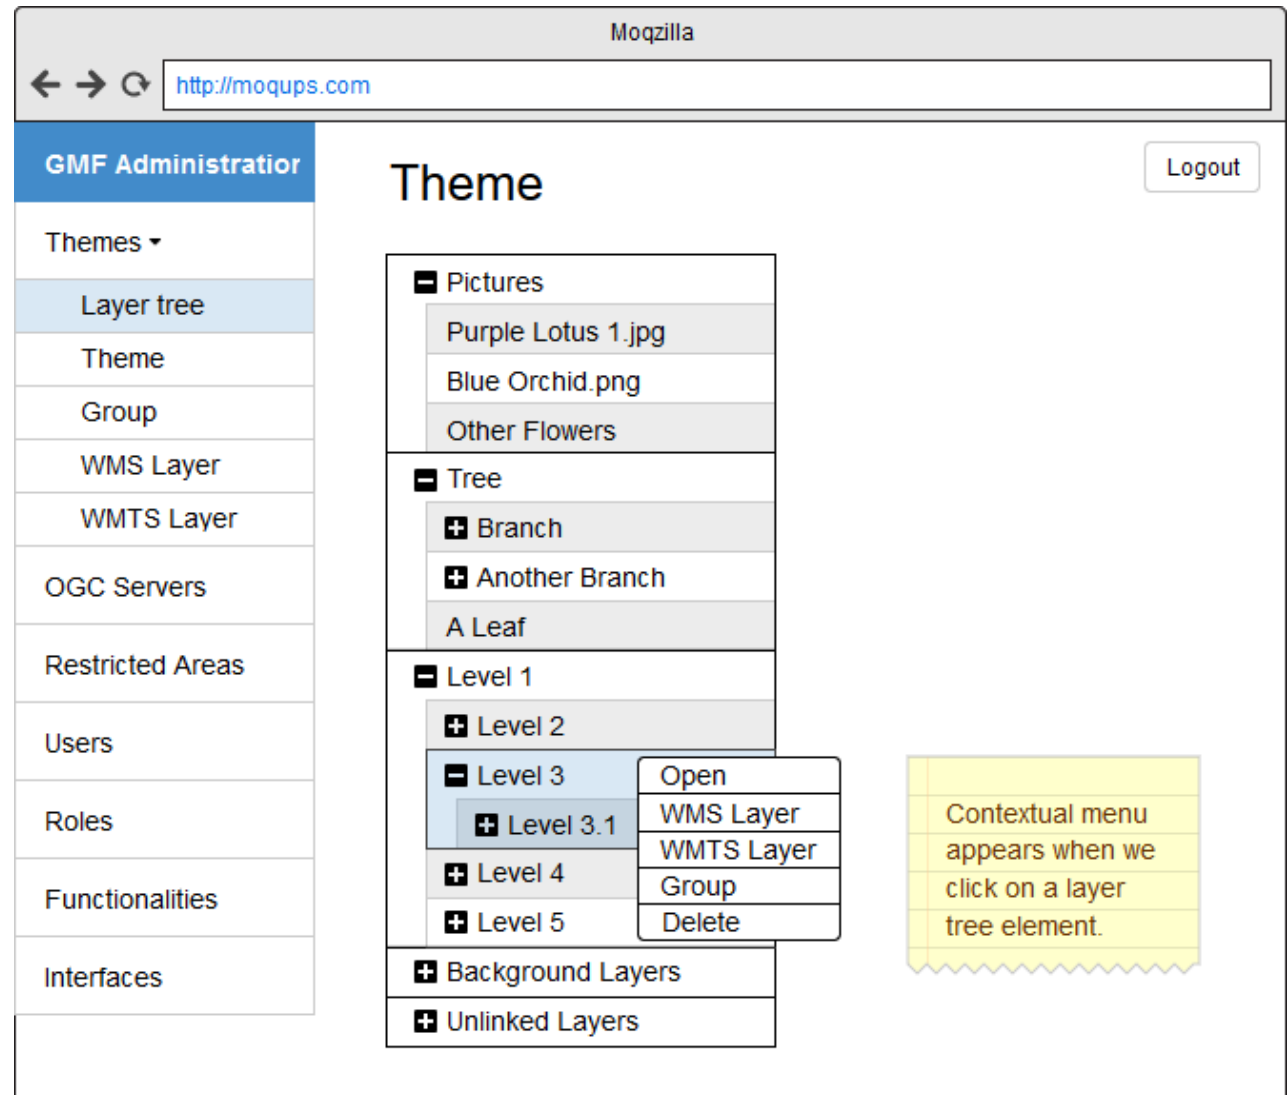 Moqzilla
http://moqups.com
GMF Administration
Themes
Layer tree
Theme
Group
WMS Layer
WMTS Layer
OGC Servers
Restricted Areas
Users
Roles
Functionalities
Interfaces
Theme
Logout
Pictures
Purple Lotus 1.jpg
Blue Orchid.png
Other Flowers
Tree
Branch
Another Branch
A Leaf
Level 1
Level 2
Level 3
Level 3.1
Level 4
Level 5
Background Layers
Unlinked Layers
Open
WMS Layer
WMTS Layer
Group
Delete
Contextual menu
appears when we
click on a layer
tree element.